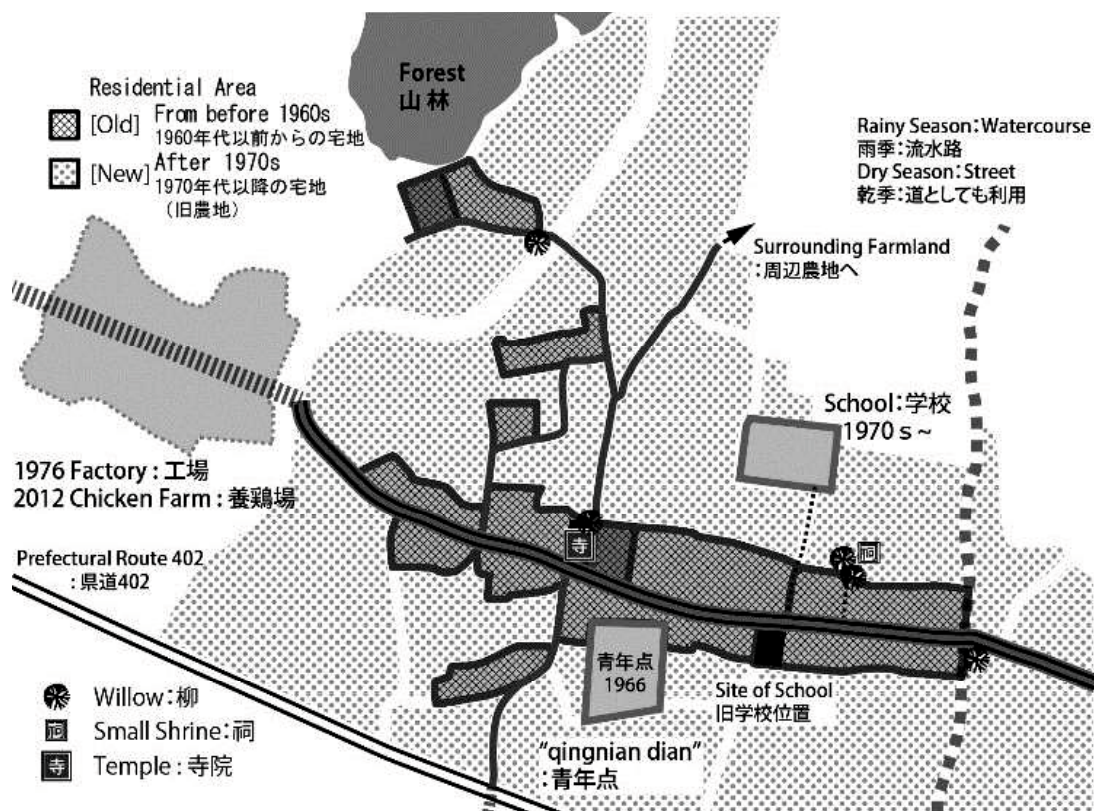 Forest
山林
Residential Area
[Old] From before 1960s
1960年代以前からの宅地
[New] After 1970s
1970年代以降の宅地
(旧農地)
Rainy Season:Watercourse
雨季:流水路
Dry Season:Street
乾季:道としても利用
Surrounding Farmland
:周辺農地へ
School:学校
1970s~
1976 Factory : 工場
2012 Chicken Farm : 養鶏場
Prefectural Route 402
: 県道402
寺
祠
青年点
1966
Site of School
旧学校位置
"qingnian dian"
:青年点
Willow:柳
祠 Small Shrine:祠
寺 Temple : 寺院